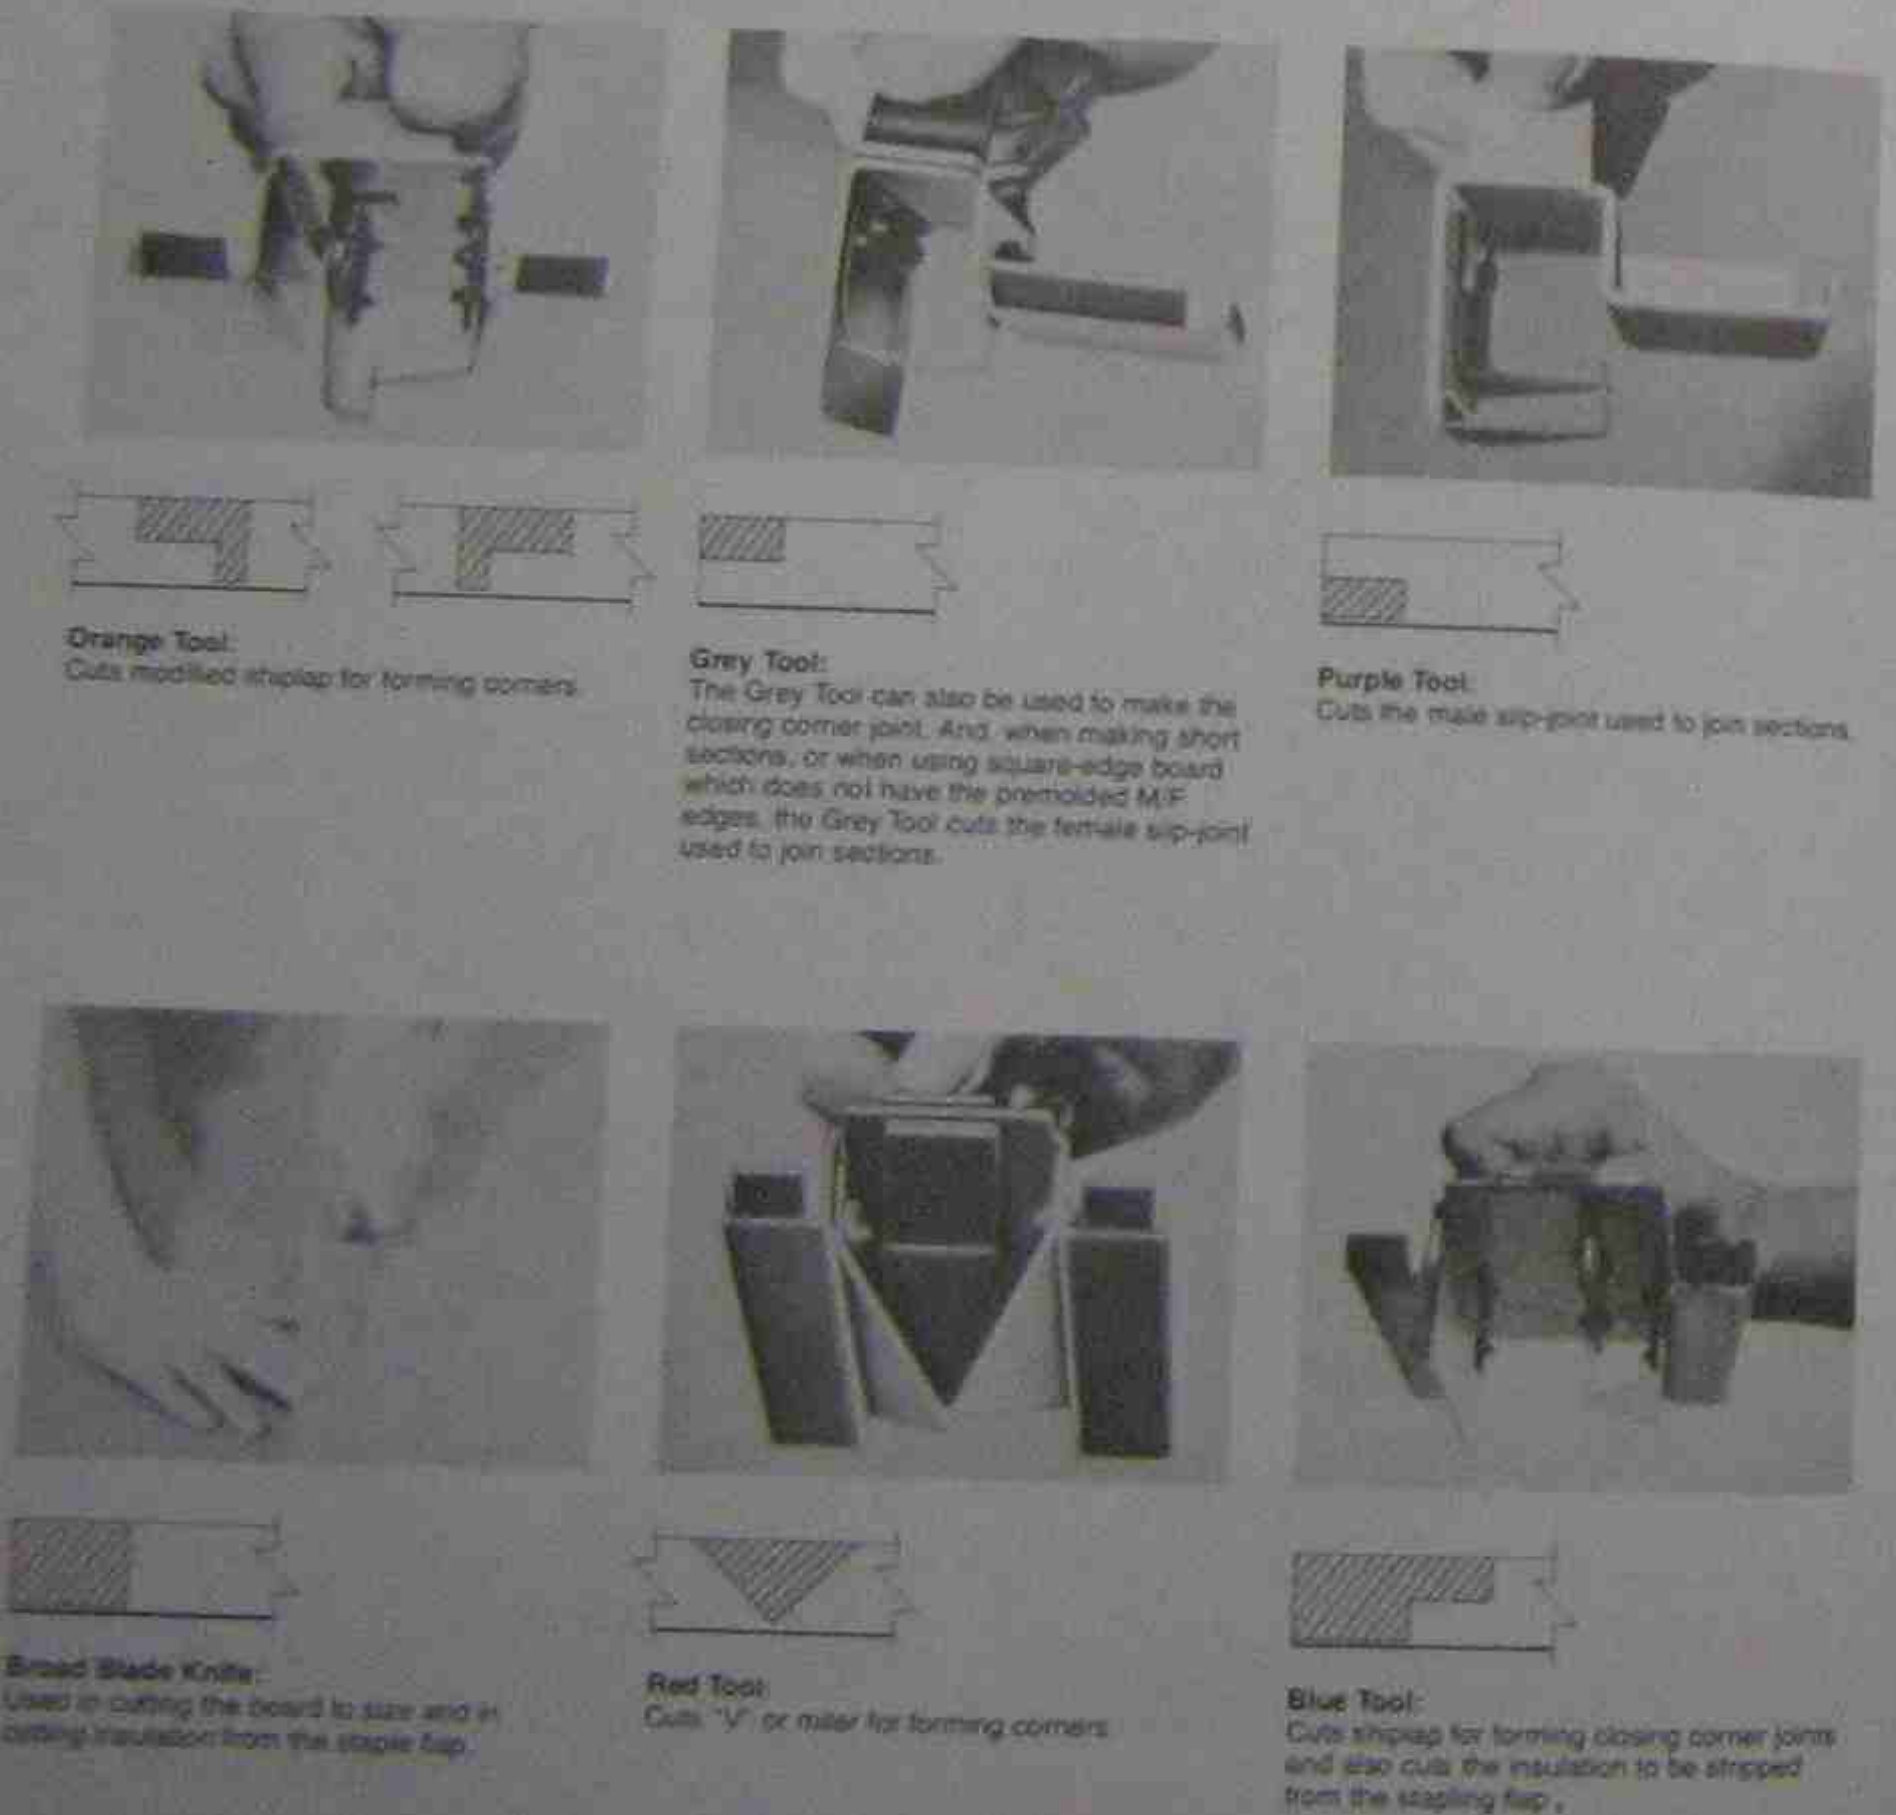 Orange Tool:
Cuts modified shiplap for forming corners.
Grey Tool:
The Grey Tool can also be used to make the
closing corner joint. And, when making short
sections, or when using square-edge board
which does not have the premolded M/F
edges, the Grey Tool cuts the female slip-joint
used to join sections.
Purple Tool:
Cuts the male slip-joint used to join sections.
Broad Blade Knife:
Used in cutting the board to size and in
cutting insulation from the staple flap.
Red Tool:
Cuts "V" or miter for forming corners.
Blue Tool:
Cuts shiplap for forming closing corner joints
and also cuts the insulation to be stripped
from the stapling flap.